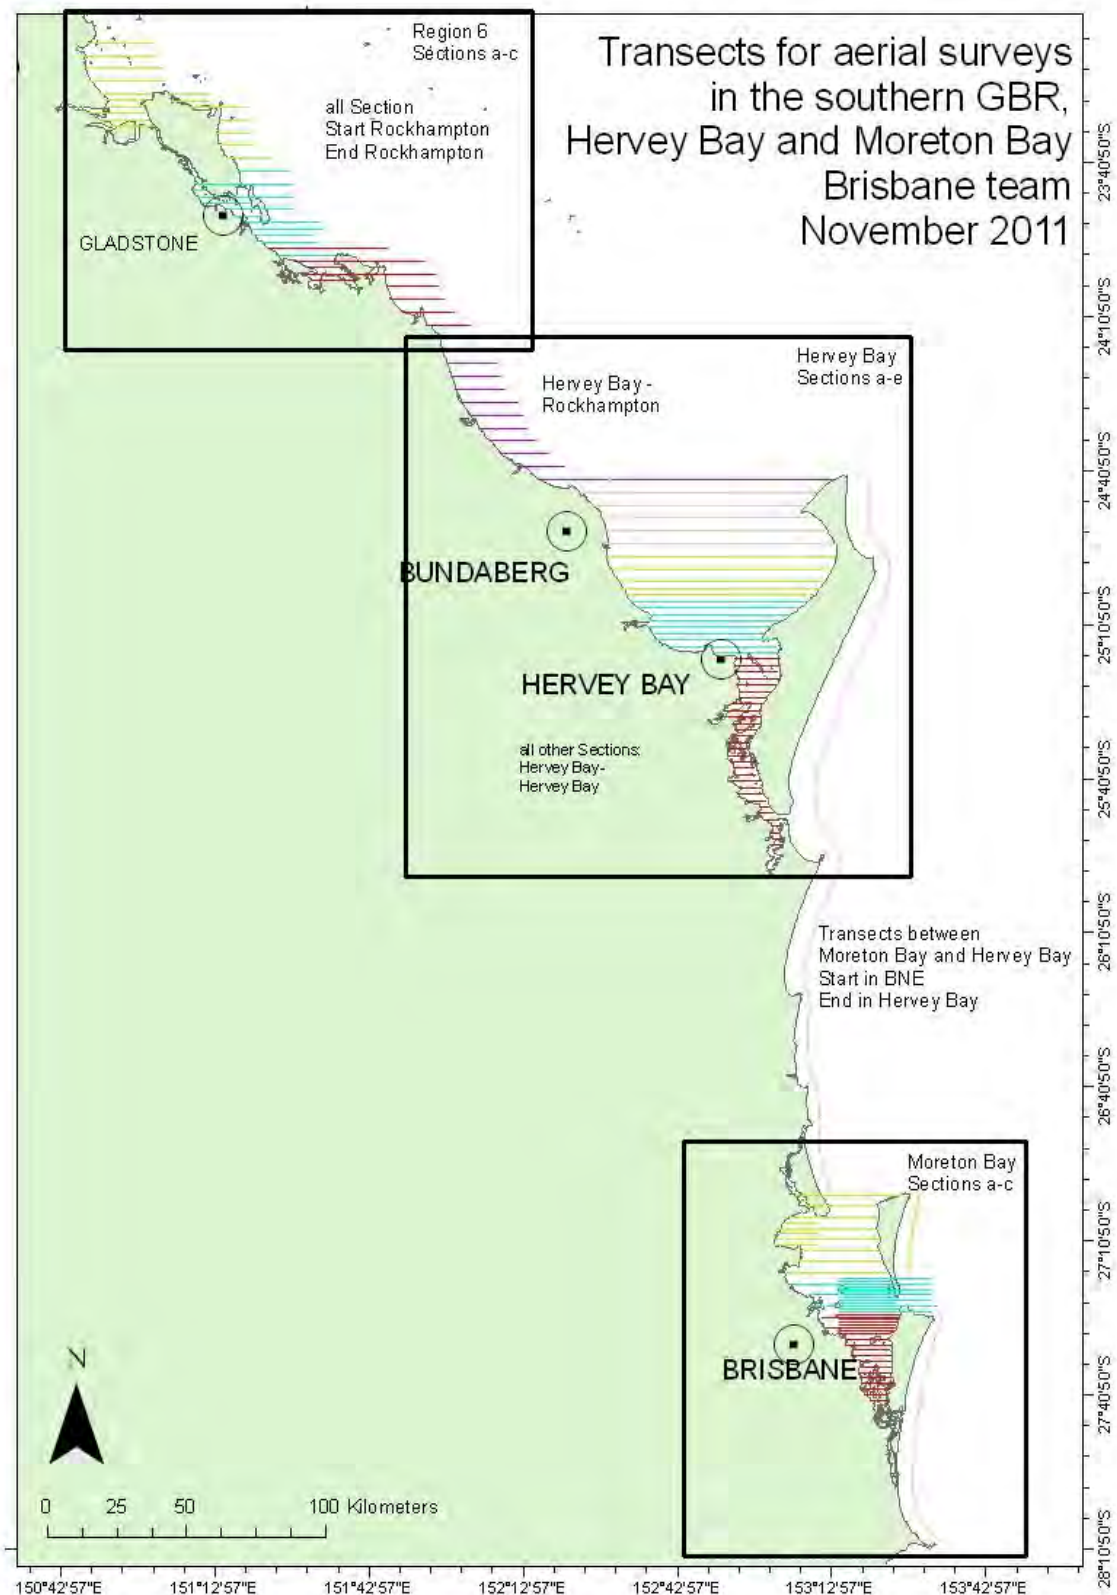 Region 6
Sections a-c
all Section
Start Rockhampton
End Rockhampton
GLADSTONE
Transects for aerial surveys
in the southern GBR,
Hervey Bay and Moreton Bay
Brisbane team
November 2011
Hervey Bay
Sections a-e
Hervey Bay -
Rockhampton
BUNDABERG
HERVEY BAY
all other Sections:
Hervey Bay-
Hervey Bay
Transects between
Moreton Bay and Hervey Bay
Start in BNE
End in Hervey Bay
Moreton Bay
Sections a-c
BRISBANE
N
0 25 50 100 Kilometers
23°40'50"S
24°10'50"S
24°40'50"S
25°10'50"S
25°40'50"S
26°10'50"S
26°40'50"S
27°10'50"S
27°40'50"S
28°10'50"S
150°42'57"E 151°12'57"E 151°42'57"E 152°12'57"E 152°42'57"E 153°12'57"E 153°42'57"E